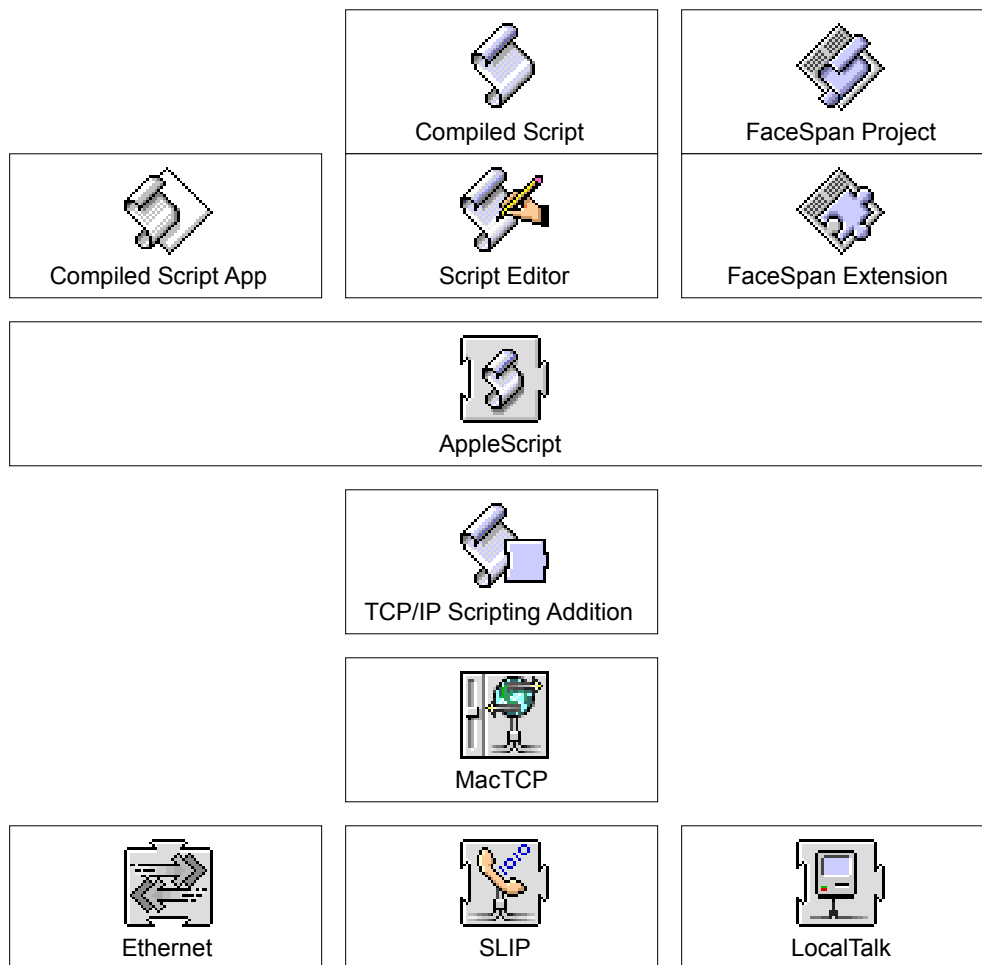 Compiled Script
FaceSpan Project
Compiled Script App
Script Editor
FaceSpan Extension
AppleScript
TCP/IP Scripting Addition
MacTCP
Ethernet
SLIP
LocalTalk